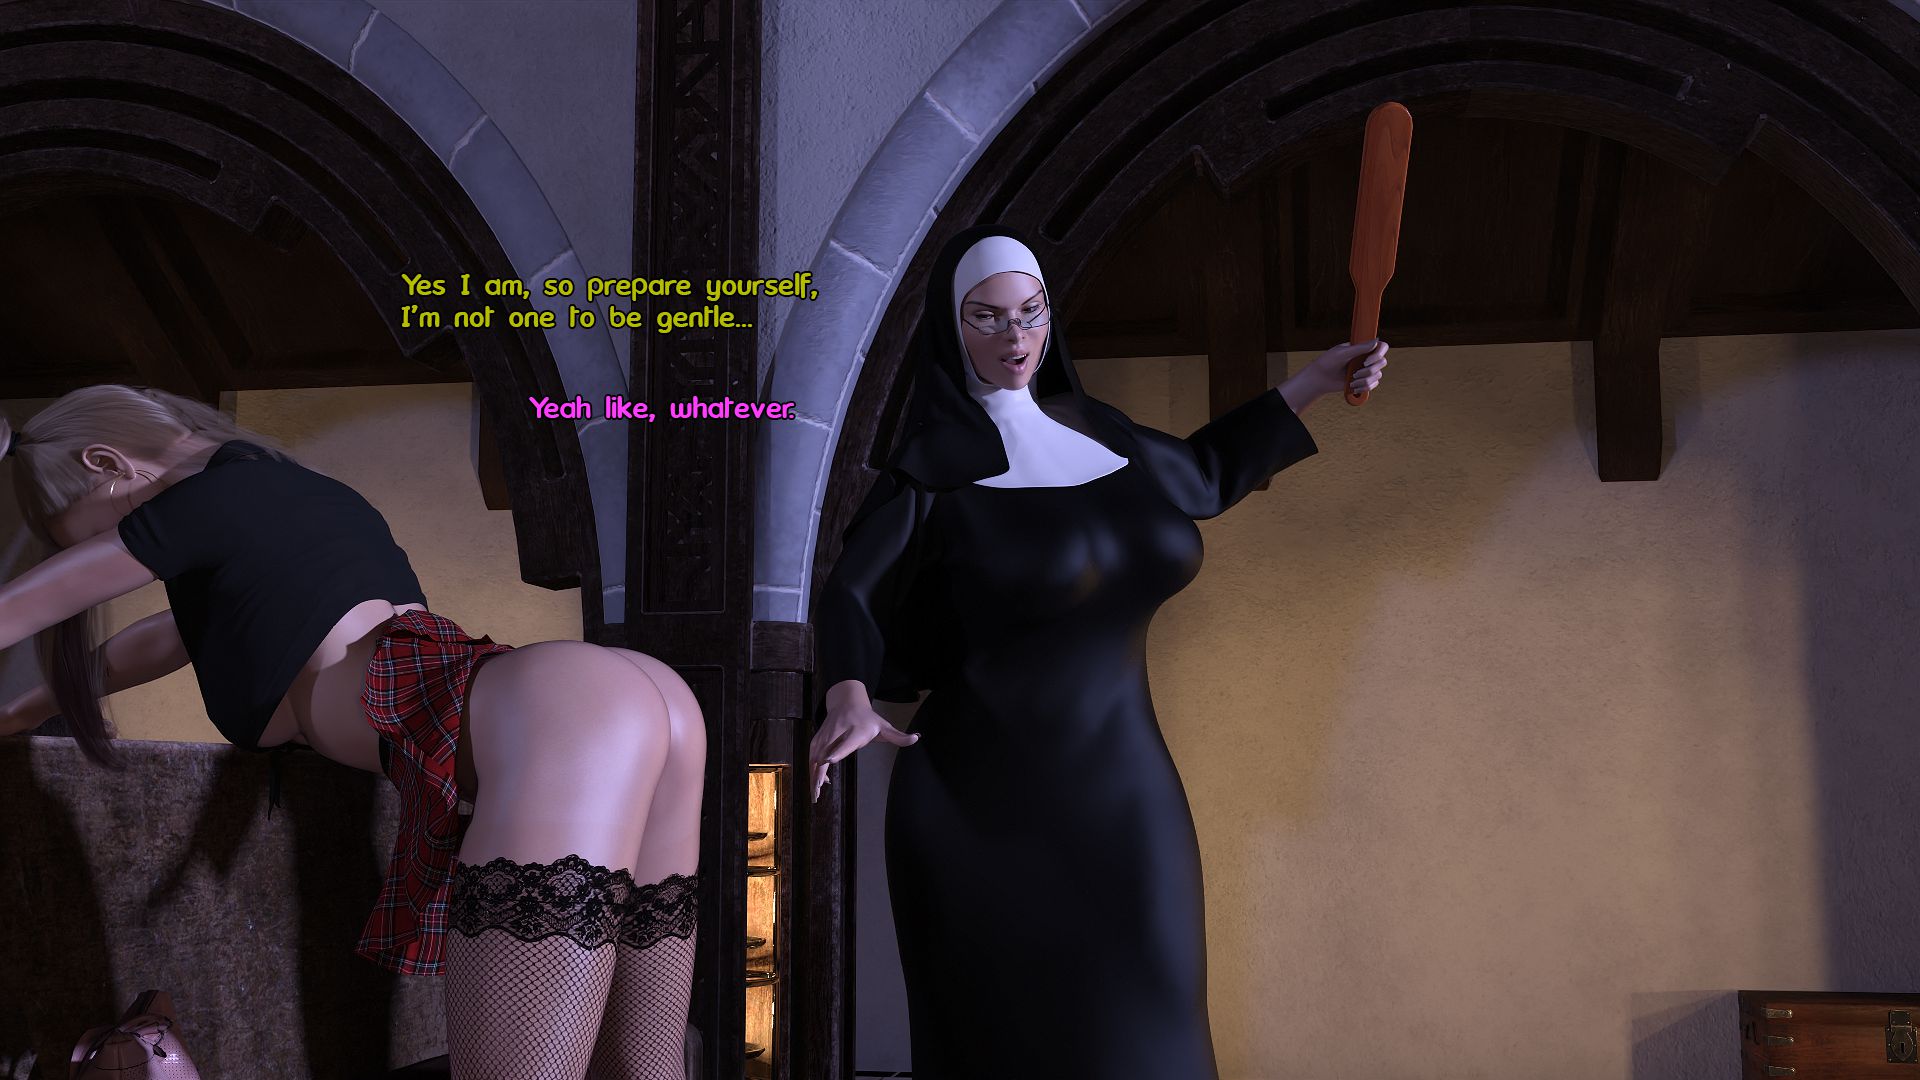 Yes I am, so prepare yourself,
I'm not one to be gentle...
Yeah like, whatever.